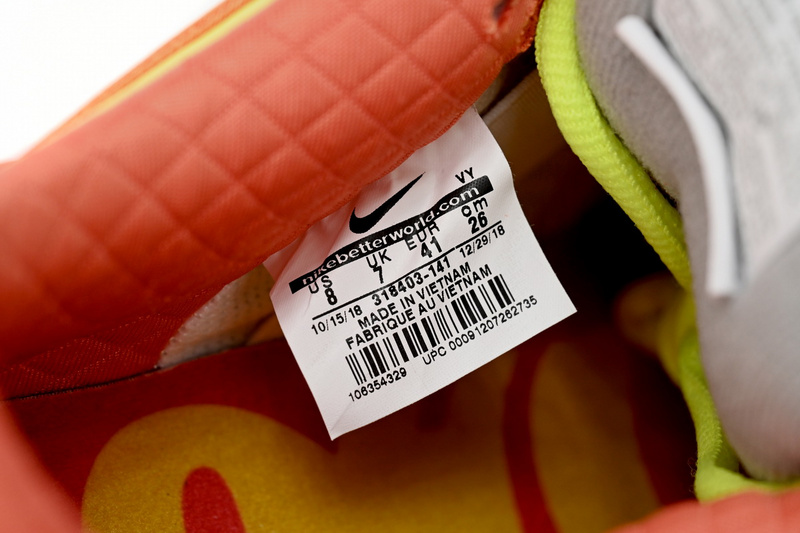 VY
nikebetterworld.com
US UK EUR cm
8 7 41 26
10/15/18 318403-141 12/29/18
MADE IN VIETNAM
FABRIQUE AU VIETNAM
106354329 UPC 00091207282735